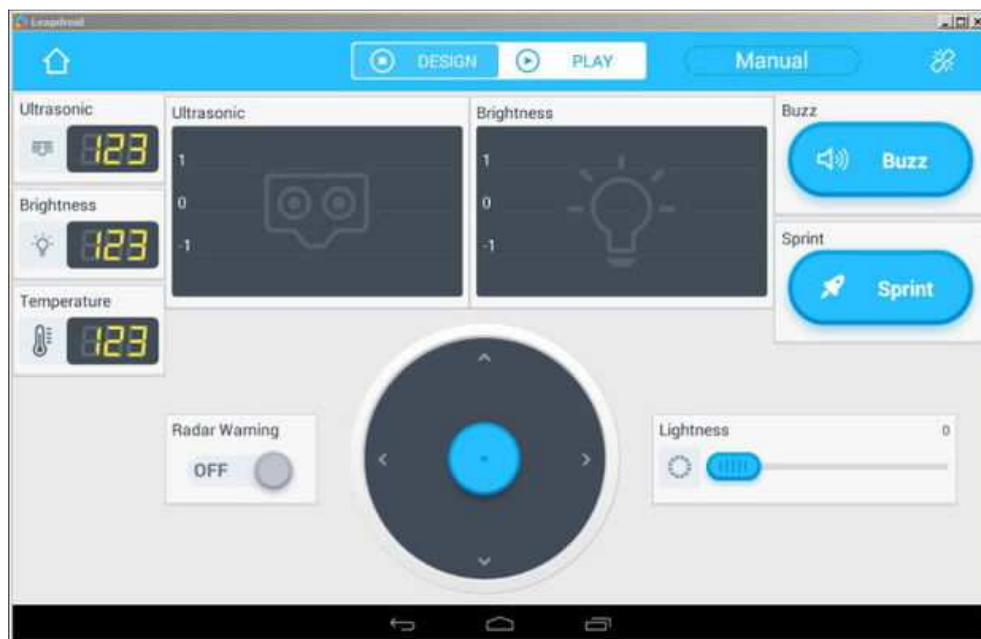 Leapdroid
DESIGN
PLAY
Manual
Ultrasonic
123
Brightness
123
Temperature
123
Ultrasonic
1
0
-1
Brightness
1
0
-1
Buzz
Buzz
Sprint
Sprint
Radar Warning
OFF
Lightness
0